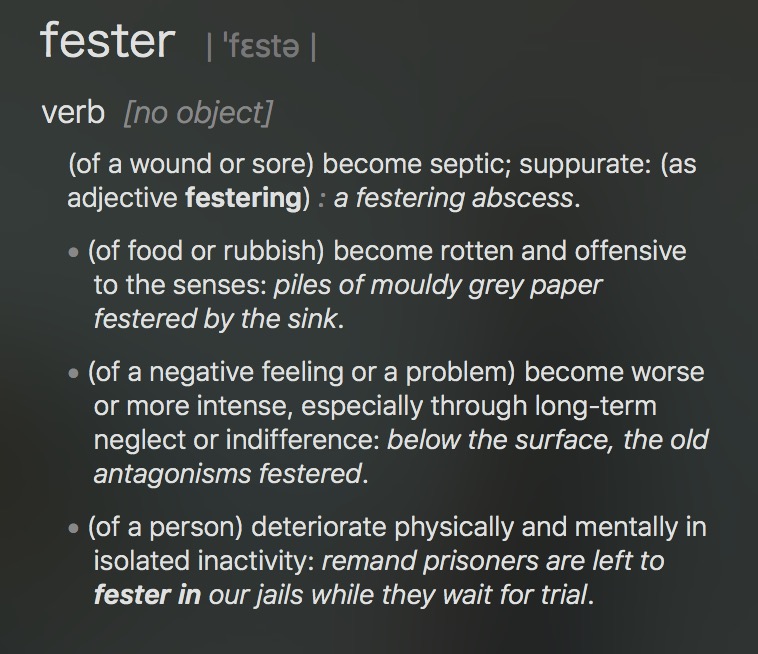 fester | ˈfɛstə |
verb [no object]
(of a wound or sore) become septic; suppurate: (as
adjective festering) : a festering abscess.
• (of food or rubbish) become rotten and offensive
to the senses: piles of mouldy grey paper
festered by the sink.
• (of a negative feeling or a problem) become worse
or more intense, especially through long-term
neglect or indifference: below the surface, the old
antagonisms festered.
• (of a person) deteriorate physically and mentally in
isolated inactivity: remand prisoners are left to
fester in our jails while they wait for trial.